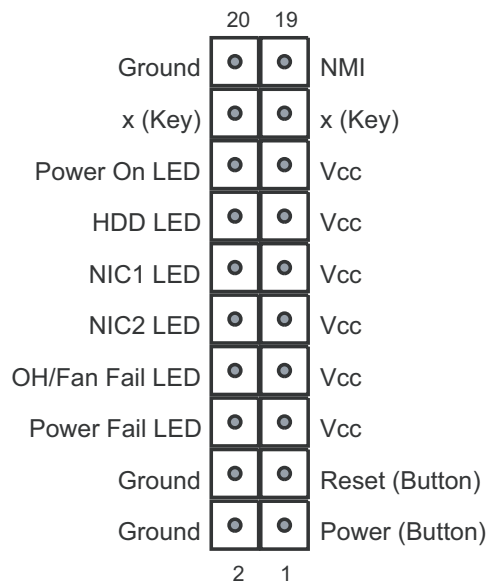 20 19
Ground NMI
x (Key) x (Key)
Power On LED Vcc
HDD LED Vcc
NIC1 LED Vcc
NIC2 LED Vcc
OH/Fan Fail LED Vcc
Power Fail LED Vcc
Ground Reset (Button)
Ground Power (Button)
2 1